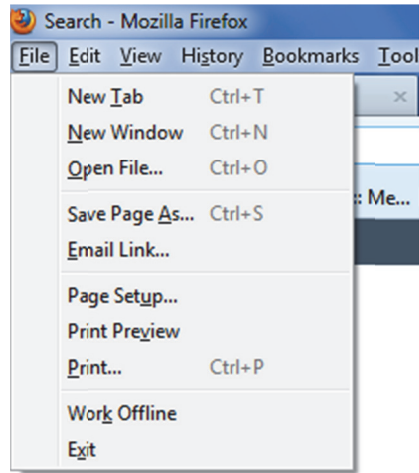 Search - Mozilla Firefox
File Edit View History Bookmarks Tool
New Tab Ctrl+T
New Window Ctrl+N
Open File... Ctrl+O
:: Me...
Save Page As... Ctrl+S
Email Link...
Page Setup...
Print Preview
Print... Ctrl+P
Work Offline
Exit